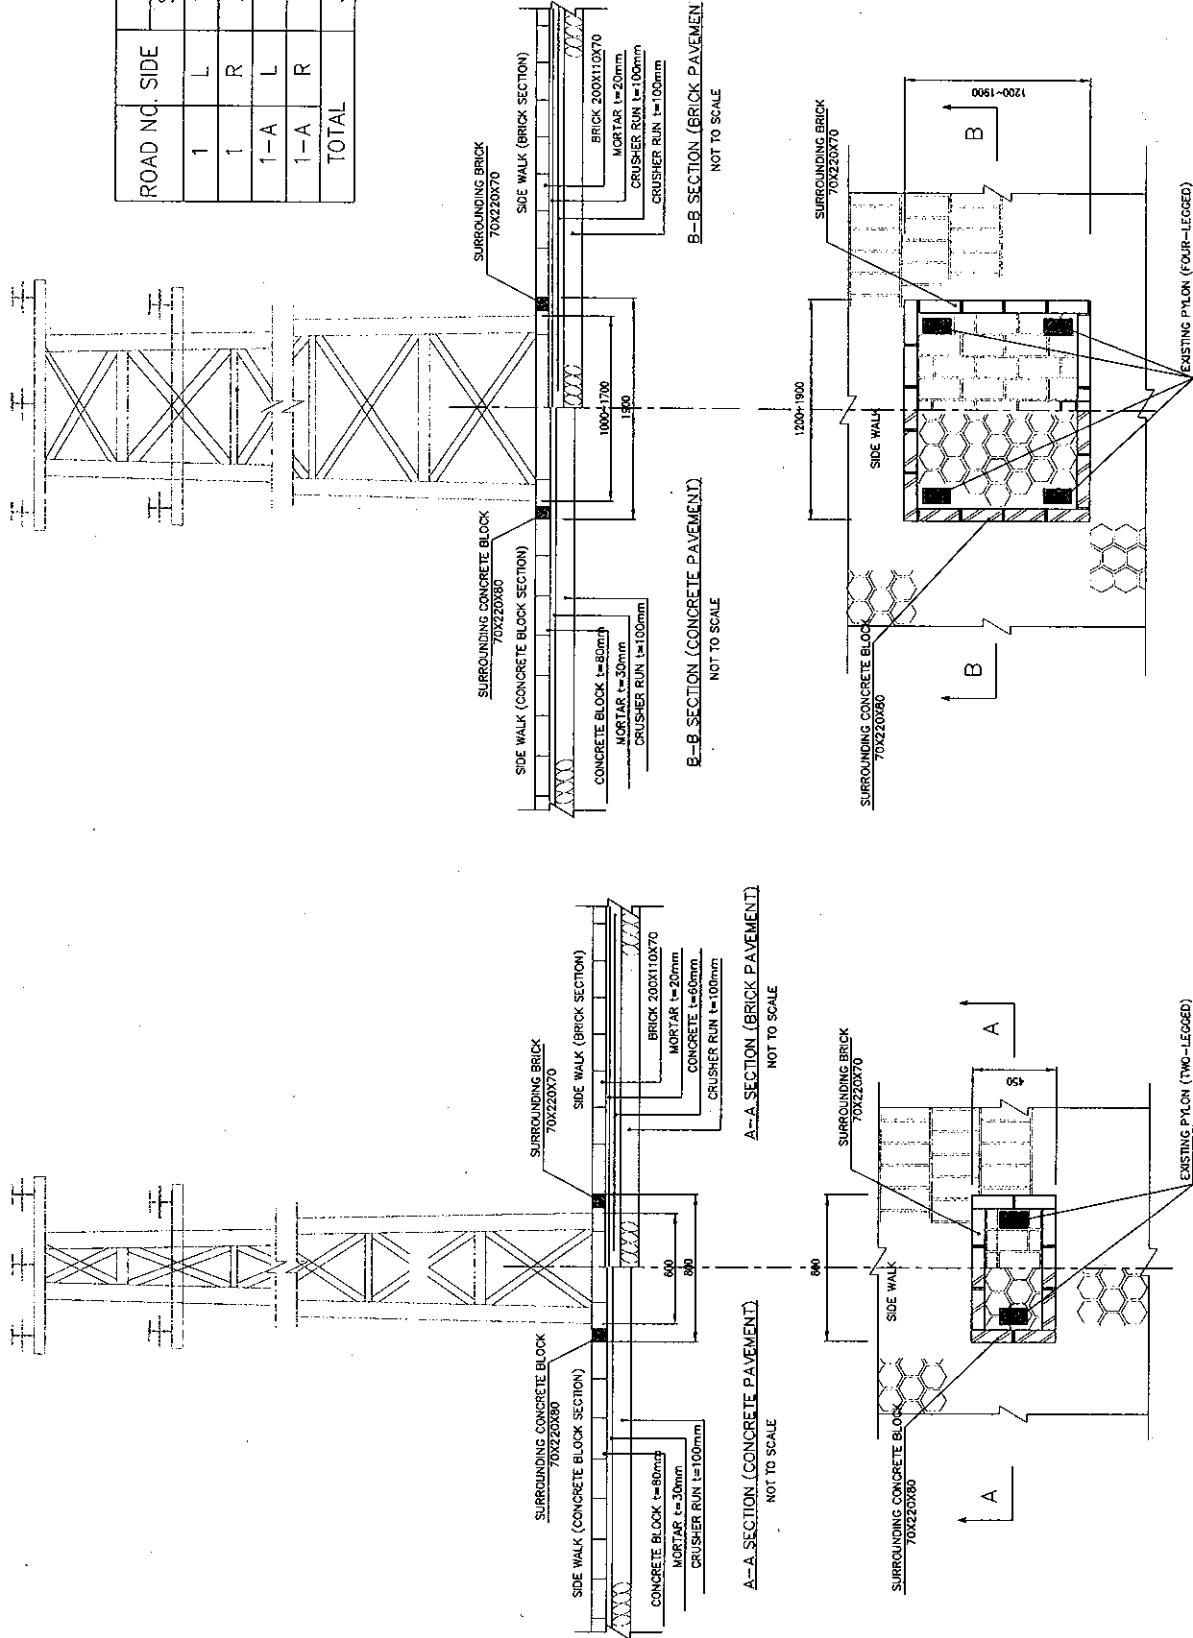 SURROUNDING CONCRETE BLOCK
70X220X80
SURROUNDING BRICK
70X220X70
SIDE WALK (CONCRETE BLOCK SECTION)
SIDE WALK (BRICK SECTION)
CONCRETE BLOCK t=80mm
MORTAR t=30mm
CRUSHER RUN t=100mm
600
800
BRICK 200X110X70
MORTAR t=20mm
CONCRETE t=60mm
CRUSHER RUN t=100mm
A-A SECTION (CONCRETE PAVEMENT)
NOT TO SCALE
A-A SECTION (BRICK PAVEMENT)
NOT TO SCALE
800
SIDE WALK
SURROUNDING BRICK
70X220X70
450
SURROUNDING CONCRETE BLOCK
70X220X80
A
A
EXISTING PYLON (TWO-LEGGED)
SURROUNDING CONCRETE BLOCK
70X220X80
SURROUNDING BRICK
70X220X70
SIDE WALK (CONCRETE BLOCK SECTION)
SIDE WALK (BRICK SECTION)
CONCRETE BLOCK t=80mm
MORTAR t=30mm
CRUSHER RUN t=100mm
1000~1700
1900
BRICK 200X110X70
MORTAR t=20mm
CRUSHER RUN t=100mm
CRUSHER RUN t=100mm
B-B SECTION (CONCRETE PAVEMENT)
NOT TO SCALE
B-B SECTION (BRICK PAVEMEN
NOT TO SCALE
1200~1900
SIDE WALK
SURROUNDING BRICK
70X220X70
1200~1900
SURROUNDING CONCRETE BLOCK
70X220X80
B
B
EXISTING PYLON (FOUR-LEGGED)
ROAD NO. SIDE
1 L
1 R
1-A L
1-A R
TOTAL